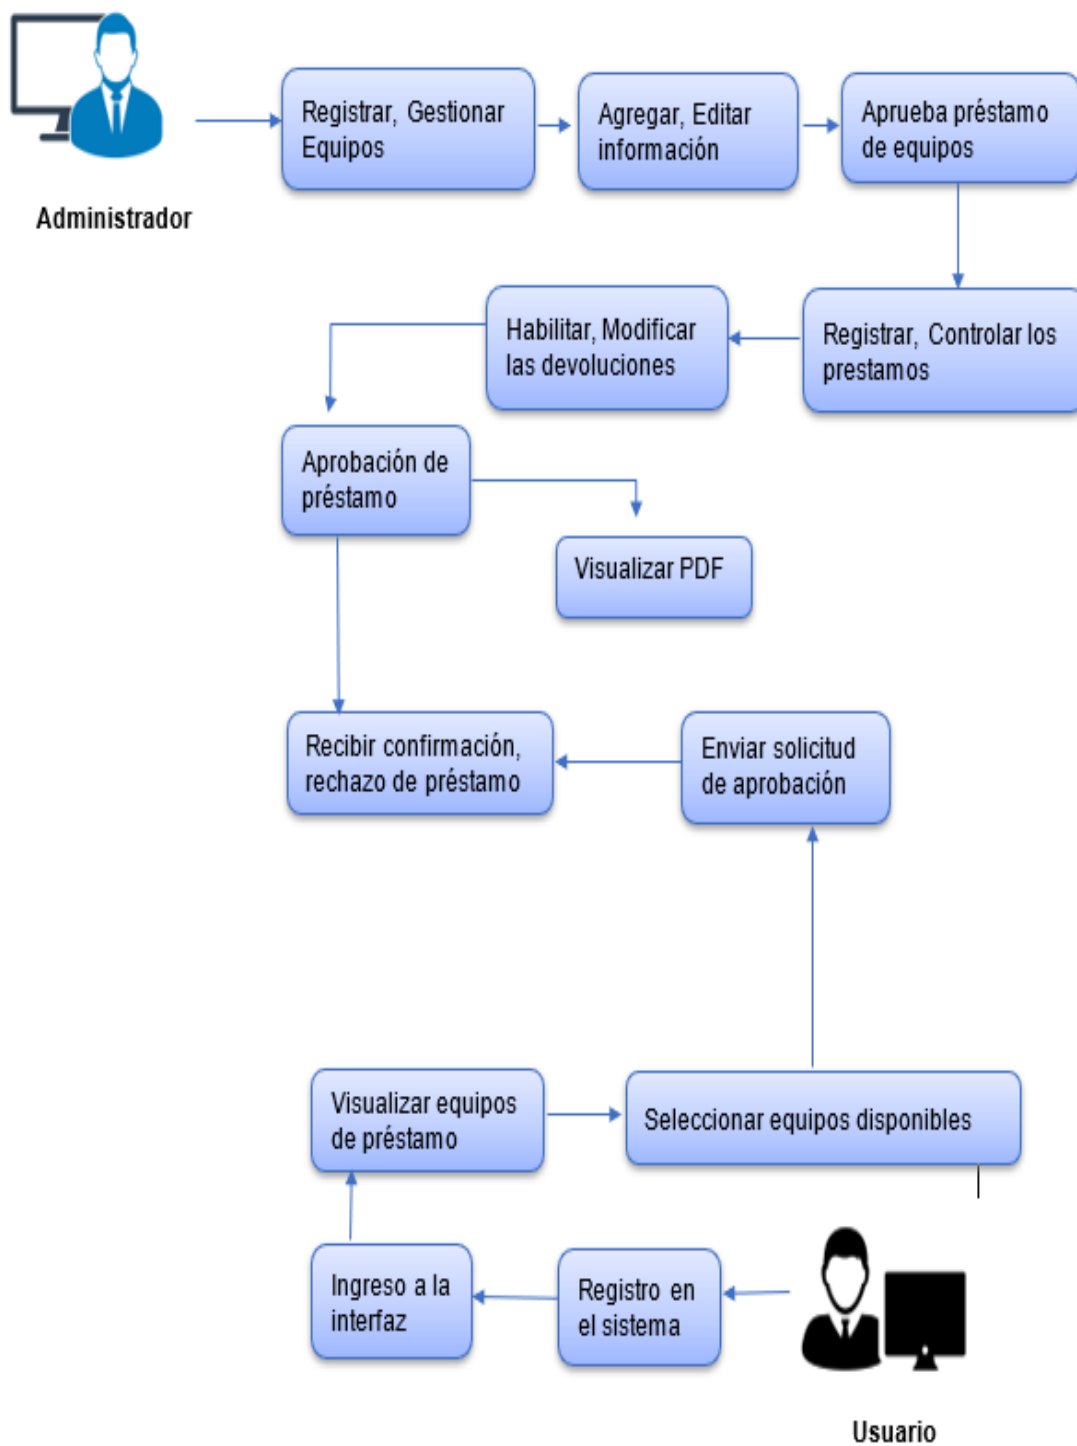 Registrar, Gestionar
Equipos
Agregar, Editar
información
Aprueba préstamo
de equipos
Administrador
Habilitar, Modificar
las devoluciones
Registrar, Controlar los
prestamos
Aprobación de
préstamo
Visualizar PDF
Recibir confirmación,
rechazo de préstamo
Enviar solicitud
de aprobación
Visualizar equipos
de préstamo
Seleccionar equipos disponibles
Ingreso a la
interfaz
Registro en
el sistema
Usuario